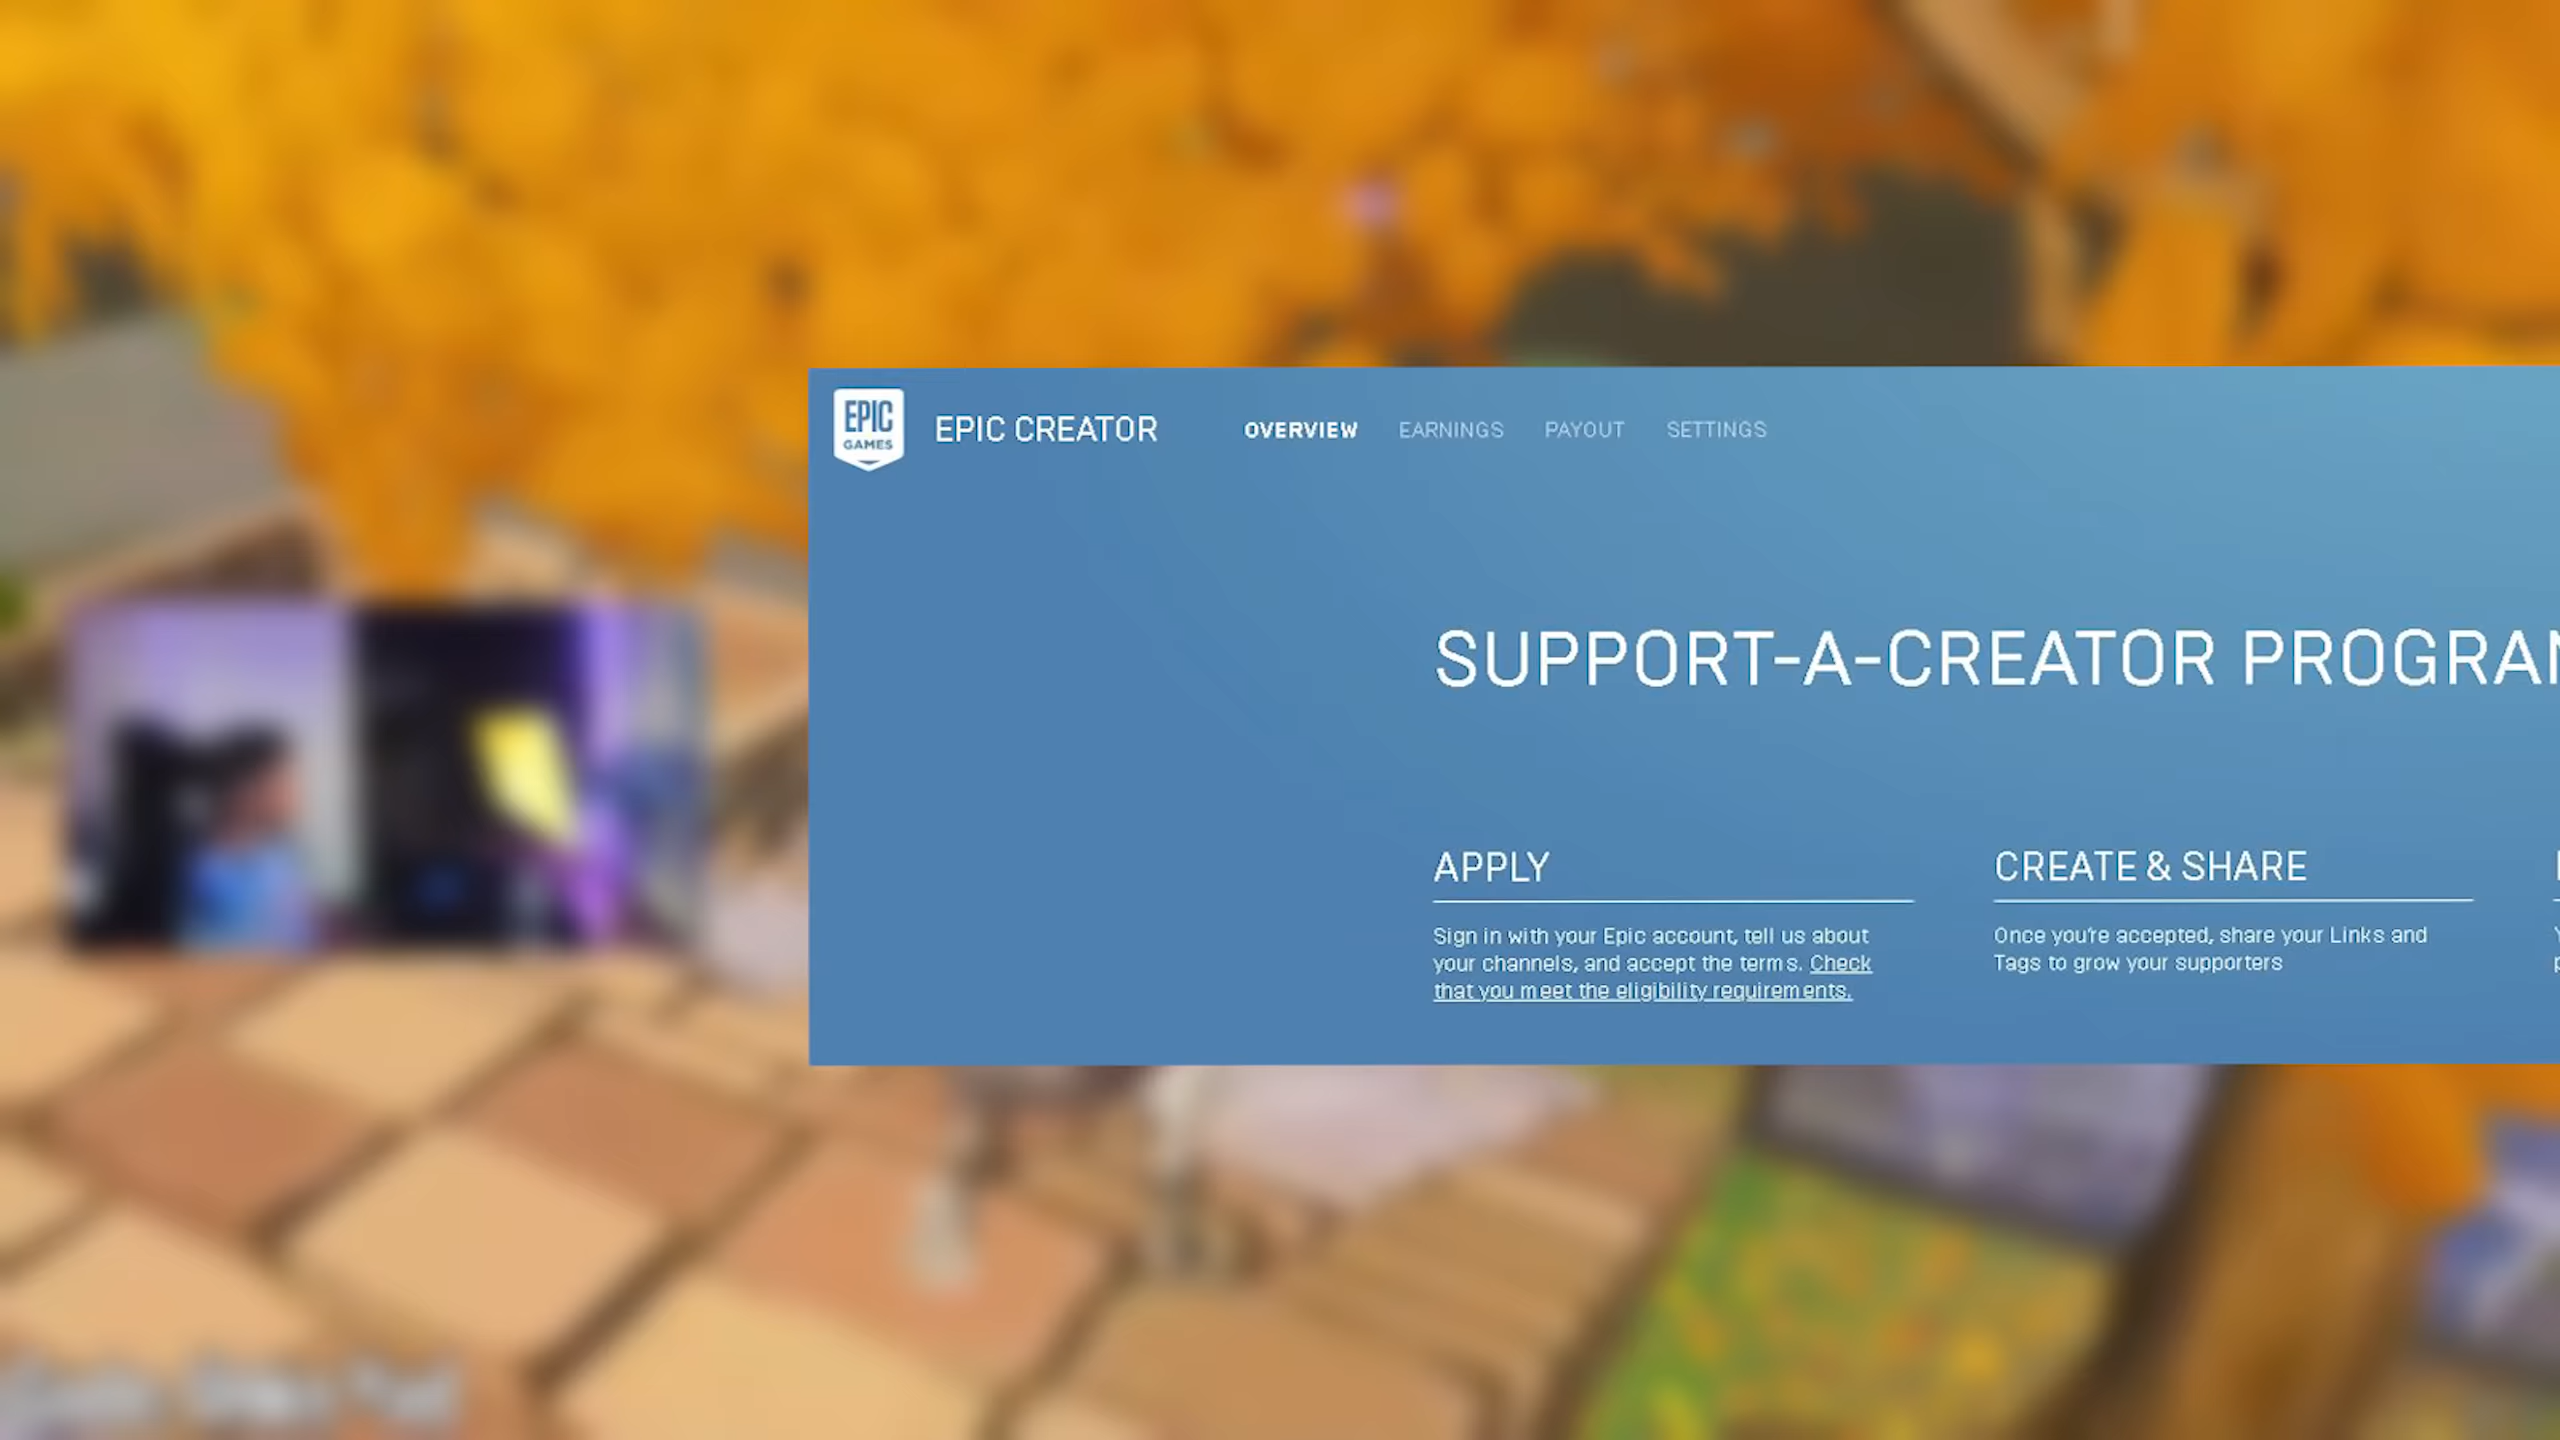 EPIC
GAMES
EPIC CREATOR
OVERVIEW EARNINGS PAYOUT SETTINGS
SUPPORT-A-CREATOR
APPLY
Sign in with your Epic account, tell us about
your channels, and accept the terms. Check
that you meet the eligibility requirements.
CREATE & SHARE
Once you're accepted, share your Links and
Tags to grow your supporters